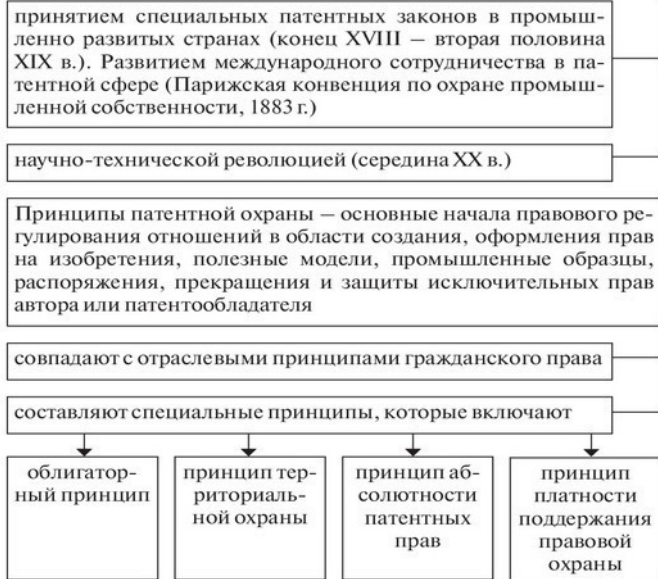 принятием специальных патентных законов в промыш-
ленно развитых странах (конец XVIII – вторая половина
XIX в.). Развитием международного сотрудничества в па-
тентной сфере (Парижская конвенция по охране промыш-
ленной собственности, 1883 г.)
научно-технической революцией (середина XX в.)
Принципы патентной охраны – основные начала правового ре-
гулирования отношений в области создания, оформления прав
на изобретения, полезные модели, промышленные образцы,
распоряжения, прекращения и защиты исключительных прав
автора или патентообладателя
совпадают с отраслевыми принципами гражданского права
составляют специальные принципы, которые включают
облигатор-
ный принцип
принцип тер-
риториаль-
ной охраны
принцип аб-
солютности
патентных
прав
принцип
платности
поддержания
правовой
охраны